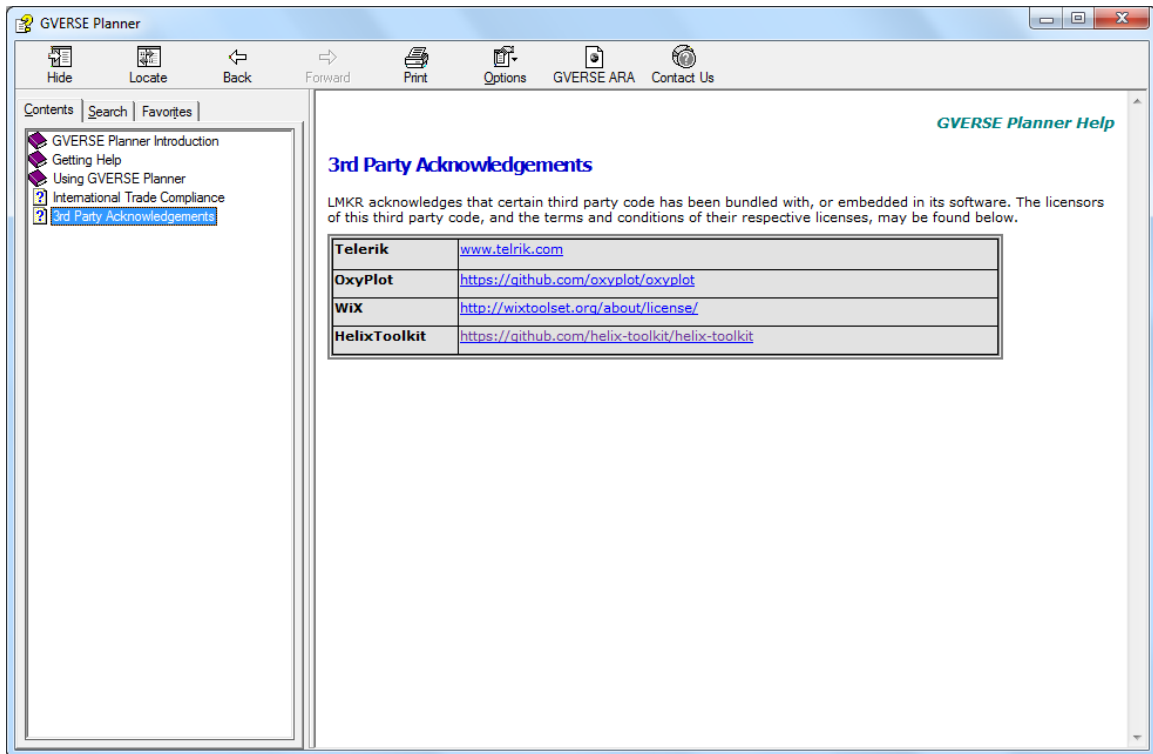 GVERSE Planner
Hide Locate Back Forward Print Options GVERSE ARA Contact Us
Contents Search Favorites
GVERSE Planner Introduction
Getting Help
Using GVERSE Planner
International Trade Compliance
3rd Party Acknowledgements
GVERSE Planner Help
3rd Party Acknowledgements
LMKR acknowledges that certain third party code has been bundled with, or embedded in its software. The licensors
of this third party code, and the terms and conditions of their respective licenses, may be found below.
Telerik www.telrik.com
OxyPlot https://github.com/oxyplot/oxyplot
WiX http://wixtoolset.org/about/license/
HelixToolkit https://github.com/helix-toolkit/helix-toolkit